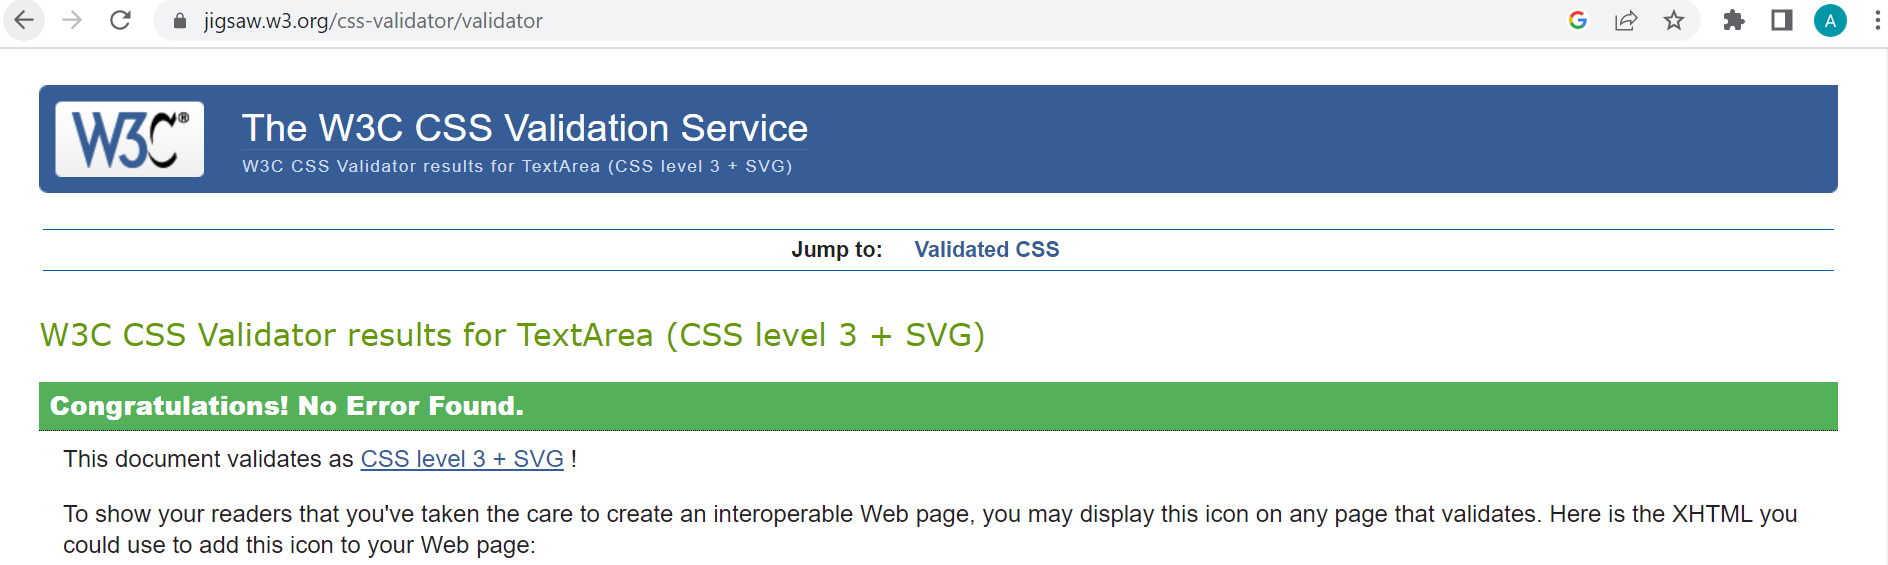 jigsaw.w3.org/css-validator/validator
G
A
W3C®
The W3C CSS Validation Service
W3C CSS Validator results for TextArea (CSS level 3 + SVG)
Jump to: Validated CSS
W3C CSS Validator results for TextArea (CSS level 3 + SVG)
Congratulations! No Error Found.
This document validates as CSS level 3 + SVG !
To show your readers that you've taken the care to create an interoperable Web page, you may display this icon on any page that validates. Here is the XHTML you
could use to add this icon to your Web page: